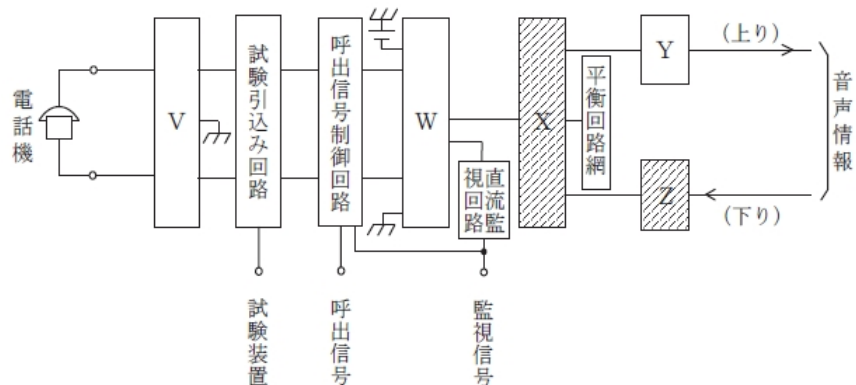 電話機
V
試験引込み回路
呼出信号制御回路
W
直流監
視回路
X
平衡回路網
Y
Z
(上り)
(下り)
音声情報
試験装置
呼出信号
監視信号